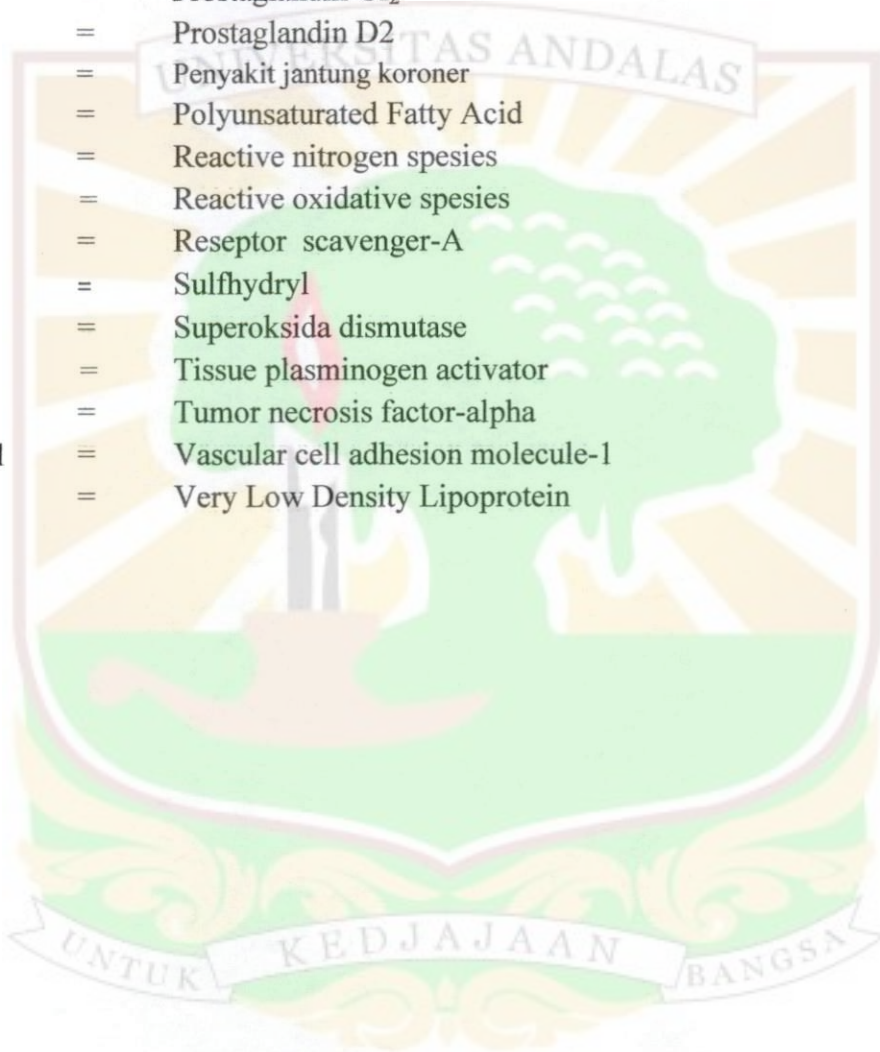 = Prostaglandin D2
= Penyakit jantung koroner
= Polyunsaturated Fatty Acid
= Reactive nitrogen spesies
= Reactive oxidative spesies
= Reseptor scavenger-A
= Sulfhydryl
= Superoksida dismutase
= Tissue plasminogen activator
= Tumor necrosis factor-alpha
= Vascular cell adhesion molecule-1
= Very Low Density Lipoprotein
UNIVERSITAS ANDALAS
UNTUK KEDJAJAAN BANGSA